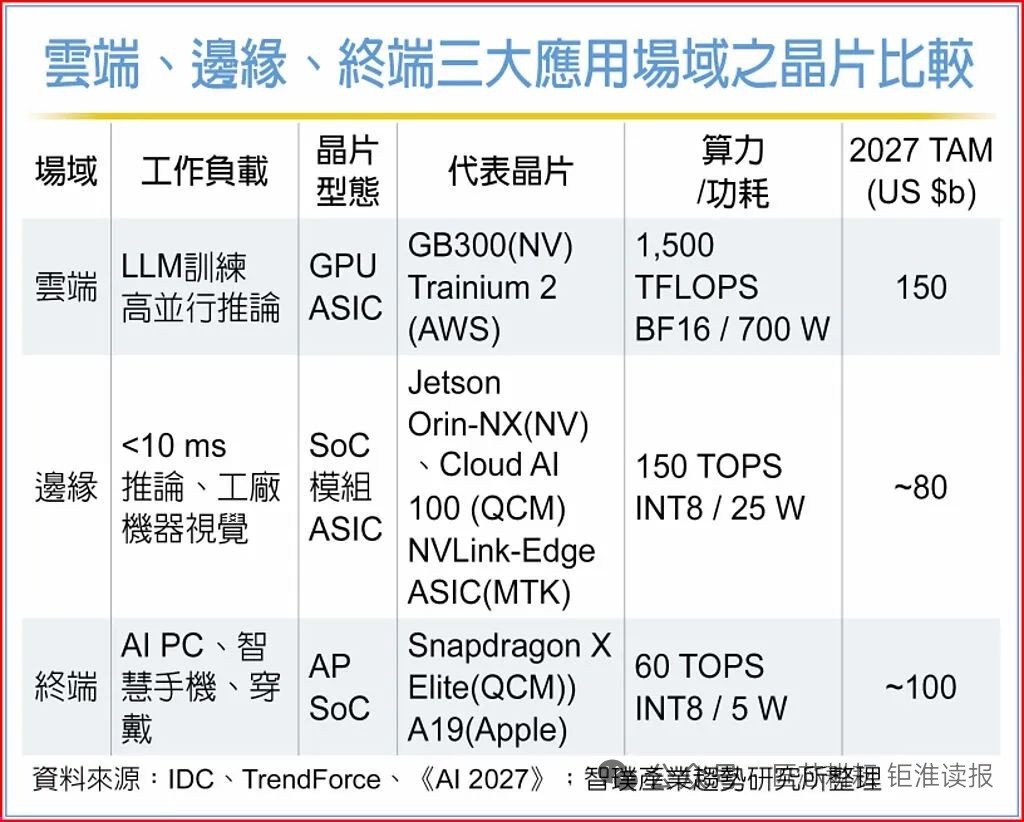 雲端、邊緣、終端三大應用場域之晶片比較
場域
工作負載
晶片
型態
代表晶片
算力
/功耗
2027 TAM
(US $b)
雲端
LLM訓練
高並行推論
GPU
ASIC
GB300(NV)
Trainium 2
(AWS)
1,500
TFLOPS
BF16 / 700 W
150
邊緣
<10 ms
推論、工廠
機器視覺
SoC
模組
ASIC
Jetson
Orin-NX(NV)
、Cloud AI
100 (QCM)
NVLink-Edge
ASIC(MTK)
150 TOPS
INT8 / 25 W
~80
終端
AI PC、智
慧手機、穿
戴
AP
SoC
Snapdragon X
Elite(QCM))
A19(Apple)
60 TOPS
INT8 / 5 W
~100
資料來源：IDC、TrendForce、《AI 2027》；智璞產業趨勢研究所整理
钜淮读报